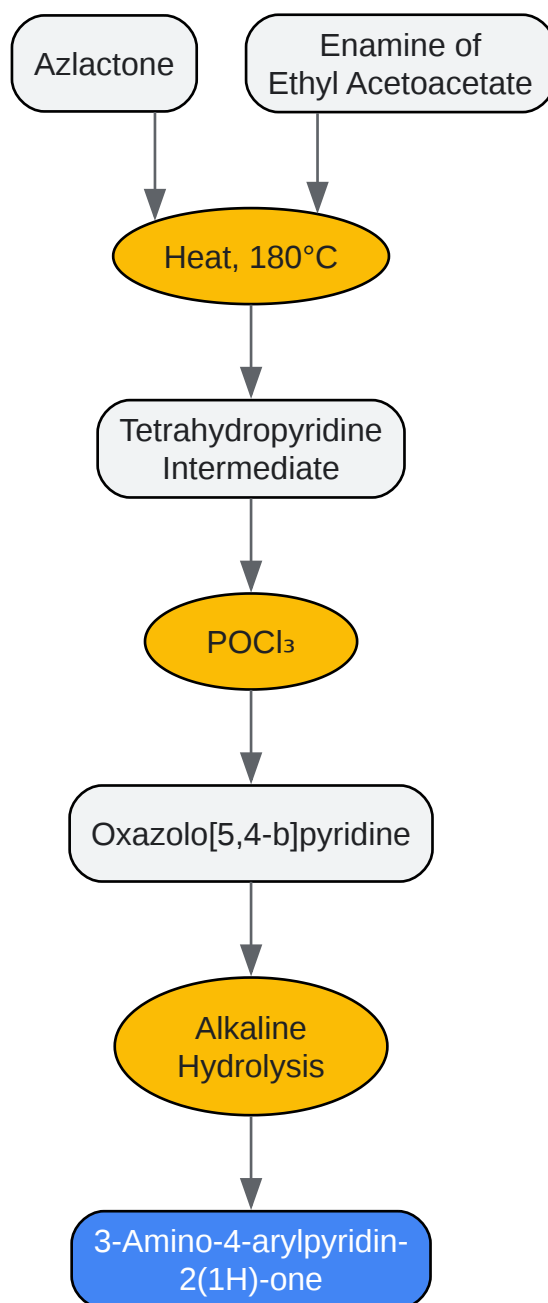 Azlactone
Enamine of
Ethyl Acetoacetate
Heat, 180°C
Tetrahydropyridine
Intermediate
POCl₃
Oxazolo[5,4-b]pyridine
Alkaline
Hydrolysis
3-Amino-4-arylpyridin-
2(1H)-one